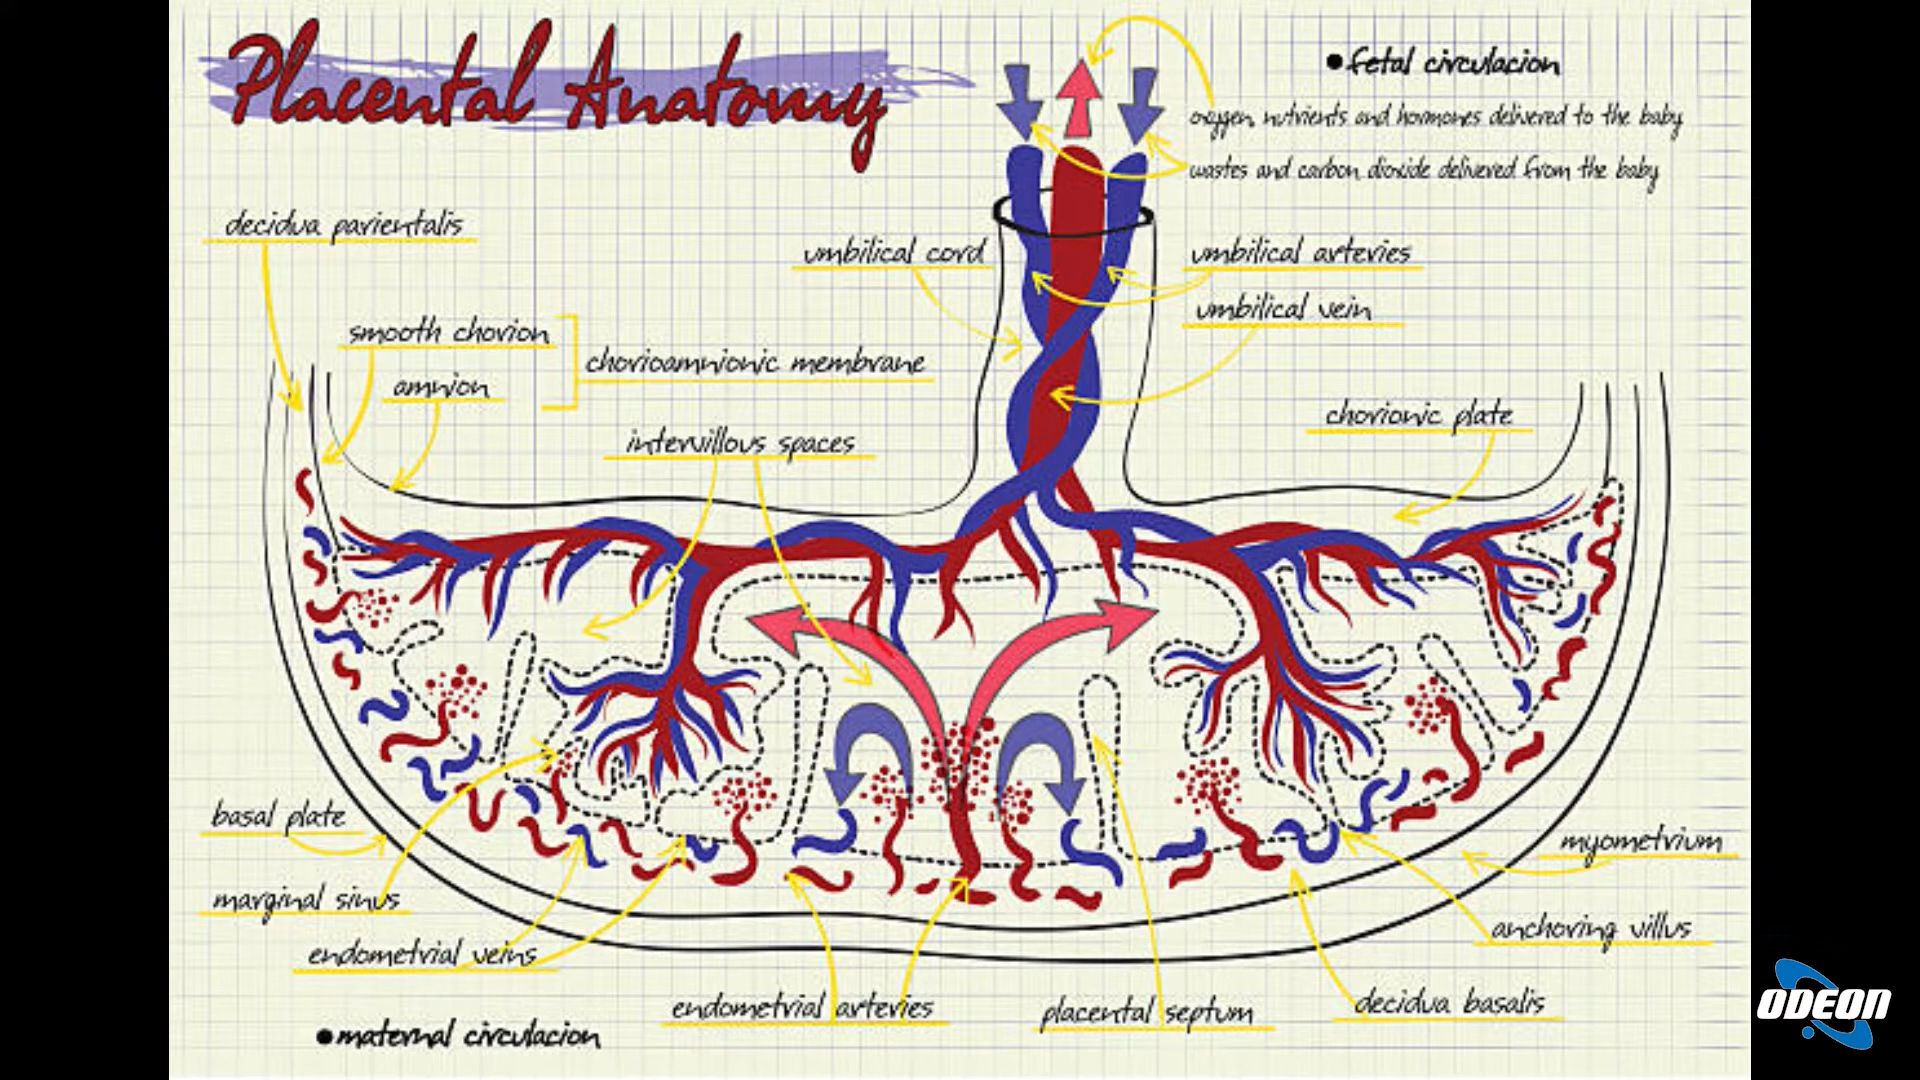 Placental Anatomy
fetal circulacion
oxygen, nutrients and hormones delivered to the baby
wastes and carbon dioxide delivered from the baby
decidua parientalis
umbilical cord
umbilical arteries
umbilical vein
smooth chovion
chorioamnionic membrane
amnion
chorionic plate
intervillous spaces
basal plate
myometrium
marginal sinus
anchoring villus
endometrial veins
endometrial arteries
placental septum
decidua basalis
maternal circulacion
ODEON